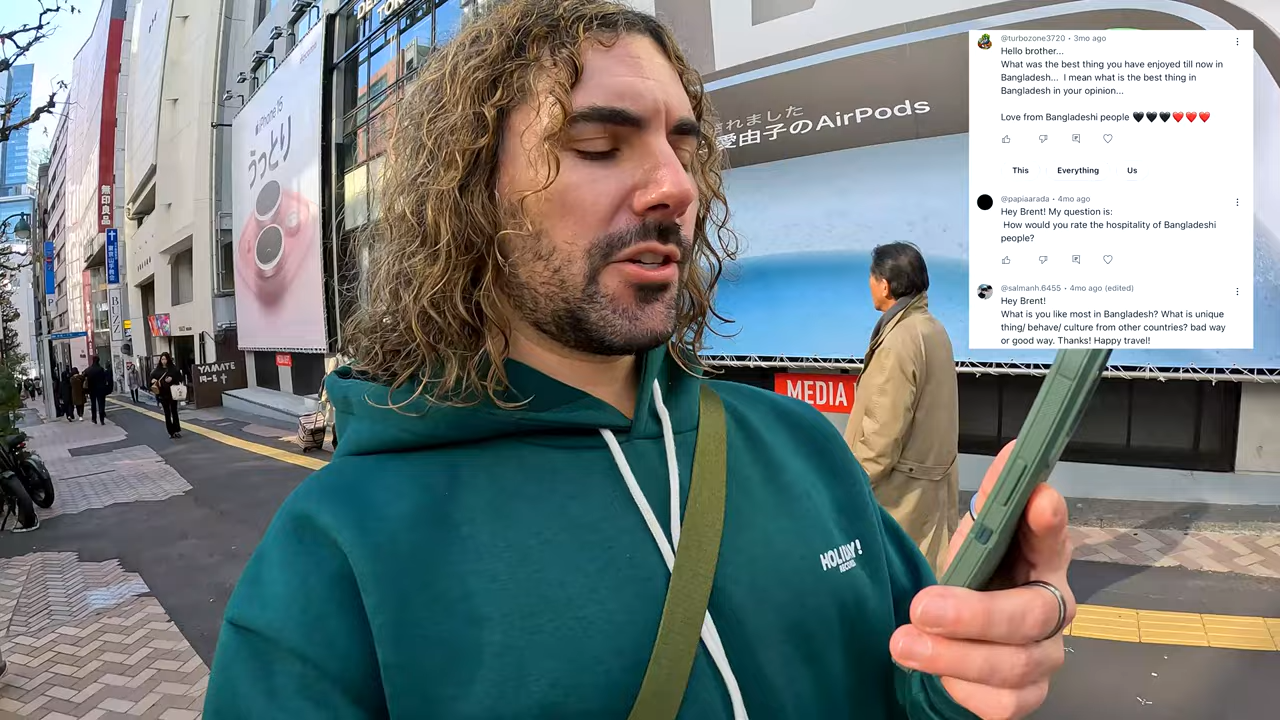 @turbozone3720 • 3mo ago
Hello brother...
What was the best thing you have enjoyed till now in
Bangladesh... I mean what is the best thing in
Bangladesh in your opinion...
Love from Bangladeshi people 🖤🖤🖤❤️❤️❤️
This Everything Us
@papiaarada • 4mo ago
Hey Brent! My question is:
How would you rate the hospitality of Bangladeshi
people?
@salmanh.6455 • 4mo ago (edited)
Hey Brent!
What is you like most in Bangladesh? What is unique
thing/ behave/ culture from other countries? bad way
or good way. Thanks! Happy travel!
iPhone 15
うっとり
無印良品
YAMATE
れました
愛由子のAirPods
MEDIA
HOLIDAY!
RECORDS